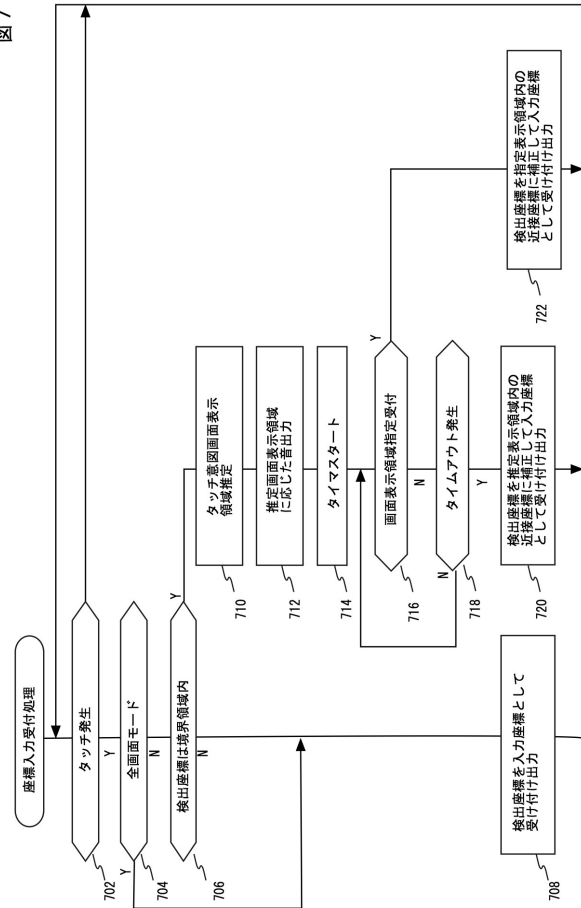 図7
座標入力受付処理
タッチ発生
702
Y
全画面モード
704
Y
N
検出座標は境界領域内
706
Y
N
検出座標を入力座標として
受け付け出力
708
タッチ意図画面表示
領域推定
710
推定画面表示領域
に応じた音出力
712
タイマスタート
714
画面表示領域指定受付
716
Y
N
タイムアウト発生
718
N
Y
検出座標を推定表示領域内の
近接座標に補正して入力座標
として受け付け出力
720
検出座標を指定表示領域内の
近接座標に補正して入力座標
として受け付け出力
722